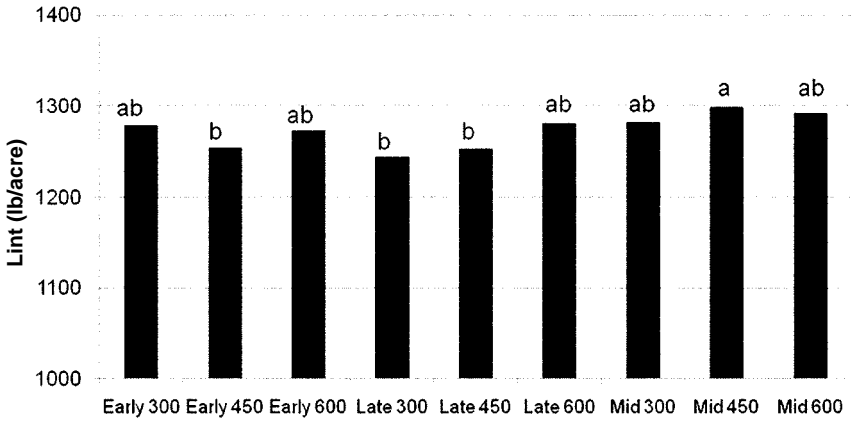 1400
1300
1200
1100
1000
Lint (lb/acre)
ab
b
ab
b
b
ab
ab
a
ab
Early 300 Early 450 Early 600 Late 300 Late 450 Late 600 Mid 300 Mid 450 Mid 600